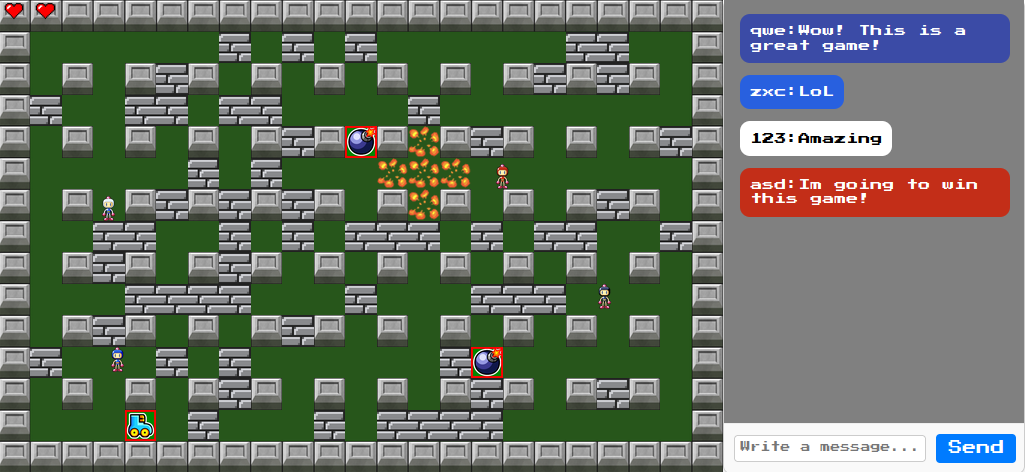 qwe:Wow! This is a
great game!
zxc:LoL
123:Amazing
asd:Im going to win
this game!
Write a message...
Send